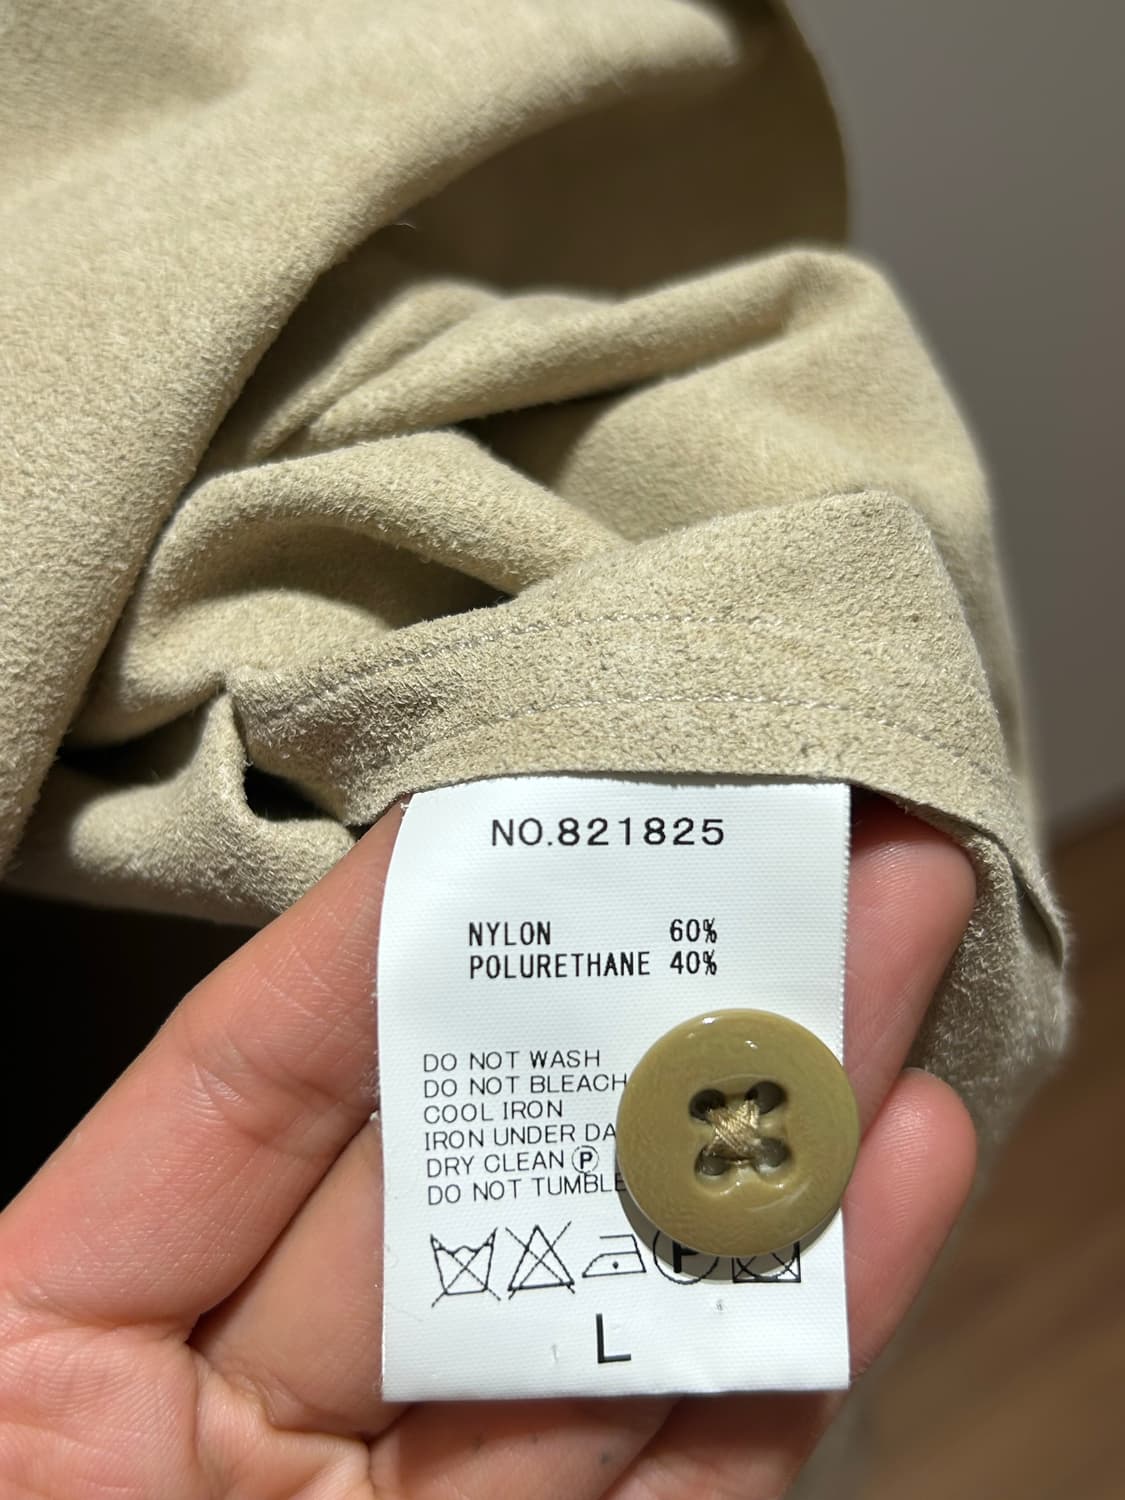 NO.821825
NYLON 60%
POLURETHANE 40%
DO NOT WASH
DO NOT BLEACH
COOL IRON
IRON UNDER
DRY CLEAN Ⓟ
DO NOT TUMBLE
P
L